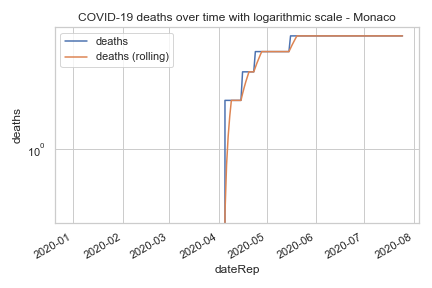 COVID-19 deaths over time with logarithmic scale - Monaco
deaths
deaths (rolling)
deaths
10⁰
2020-01
2020-02
2020-03
2020-04
2020-05
2020-06
2020-07
2020-08
dateRep